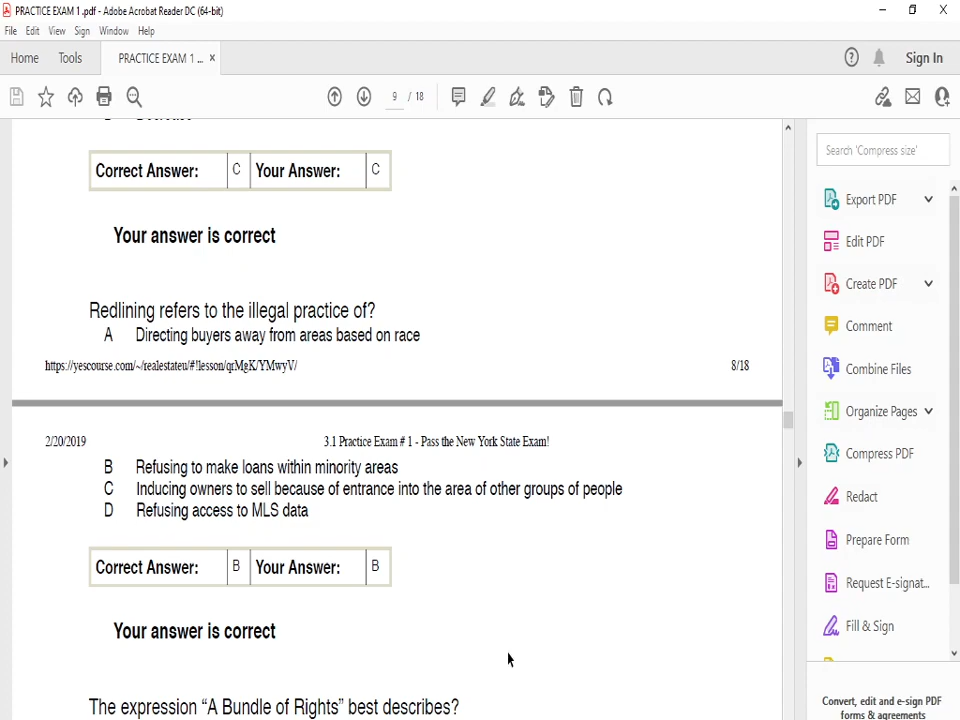 PRACTICE EXAM 1 .pdf - Adobe Acrobat Reader DC (64-bit)
File Edit View Sign Window Help
Home Tools PRACTICE EXAM 1 ... × Sign In
9 / 18
Correct Answer: C Your Answer: C
Your answer is correct
Redlining refers to the illegal practice of?
A Directing buyers away from areas based on race
https://yescourse.com/~/realestateu/#!lesson/qrMgK/YMwyV/ 8/18
2/20/2019 3.1 Practice Exam # 1 - Pass the New York State Exam!
B Refusing to make loans within minority areas
C Inducing owners to sell because of entrance into the area of other groups of people
D Refusing access to MLS data
Correct Answer: B Your Answer: B
Your answer is correct
The expression “A Bundle of Rights” best describes?
Search 'Compress size'
Export PDF
Edit PDF
Create PDF
Comment
Combine Files
Organize Pages
Compress PDF
Redact
Prepare Form
Request E-signat...
Fill & Sign
Convert, edit and e-sign PDF
forms & agreements